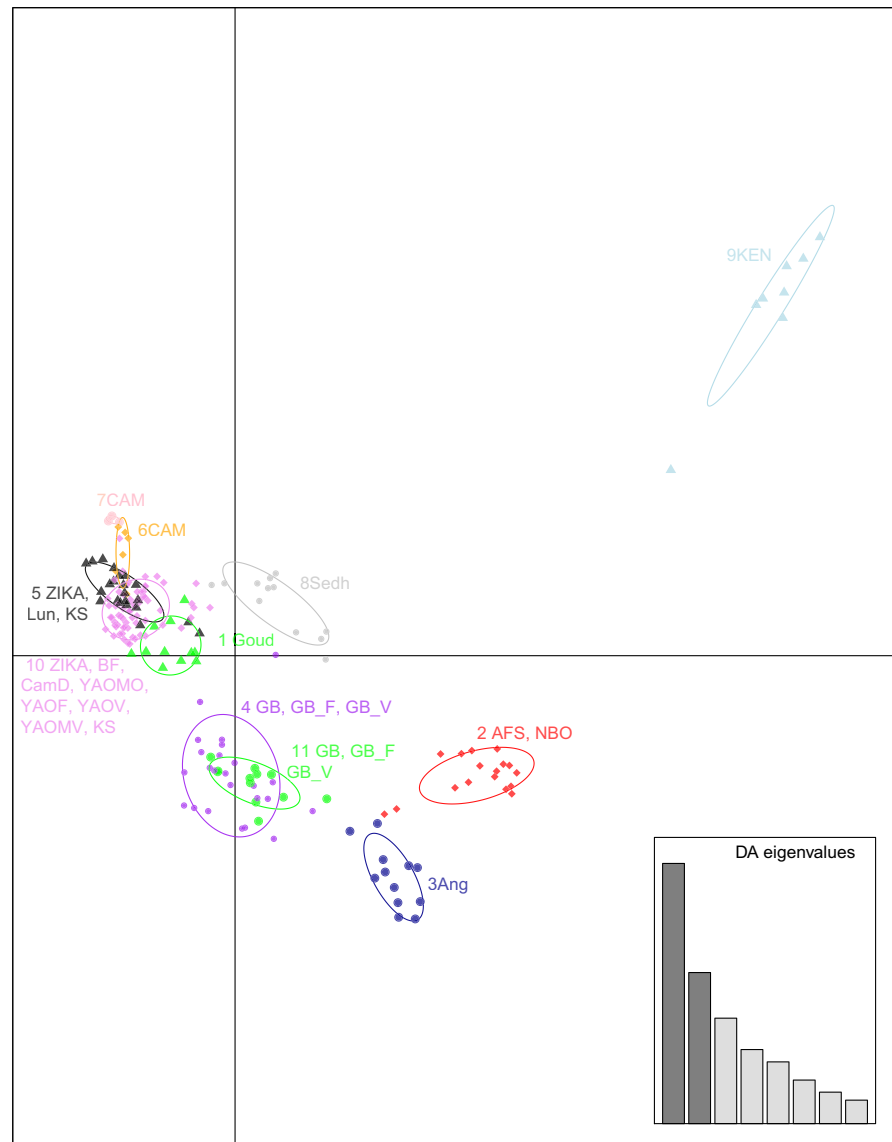 9KEN
7CAM
6CAM
8Sedh
5 ZIKA,
Lun, KS
1 Goud
10 ZIKA, BF,
CamD, YAOMO,
YAOF, YAOV,
YAOMV, KS
4 GB, GB_F, GB_V
11 GB, GB_F
GB_V
2 AFS, NBO
3Ang
DA eigenvalues